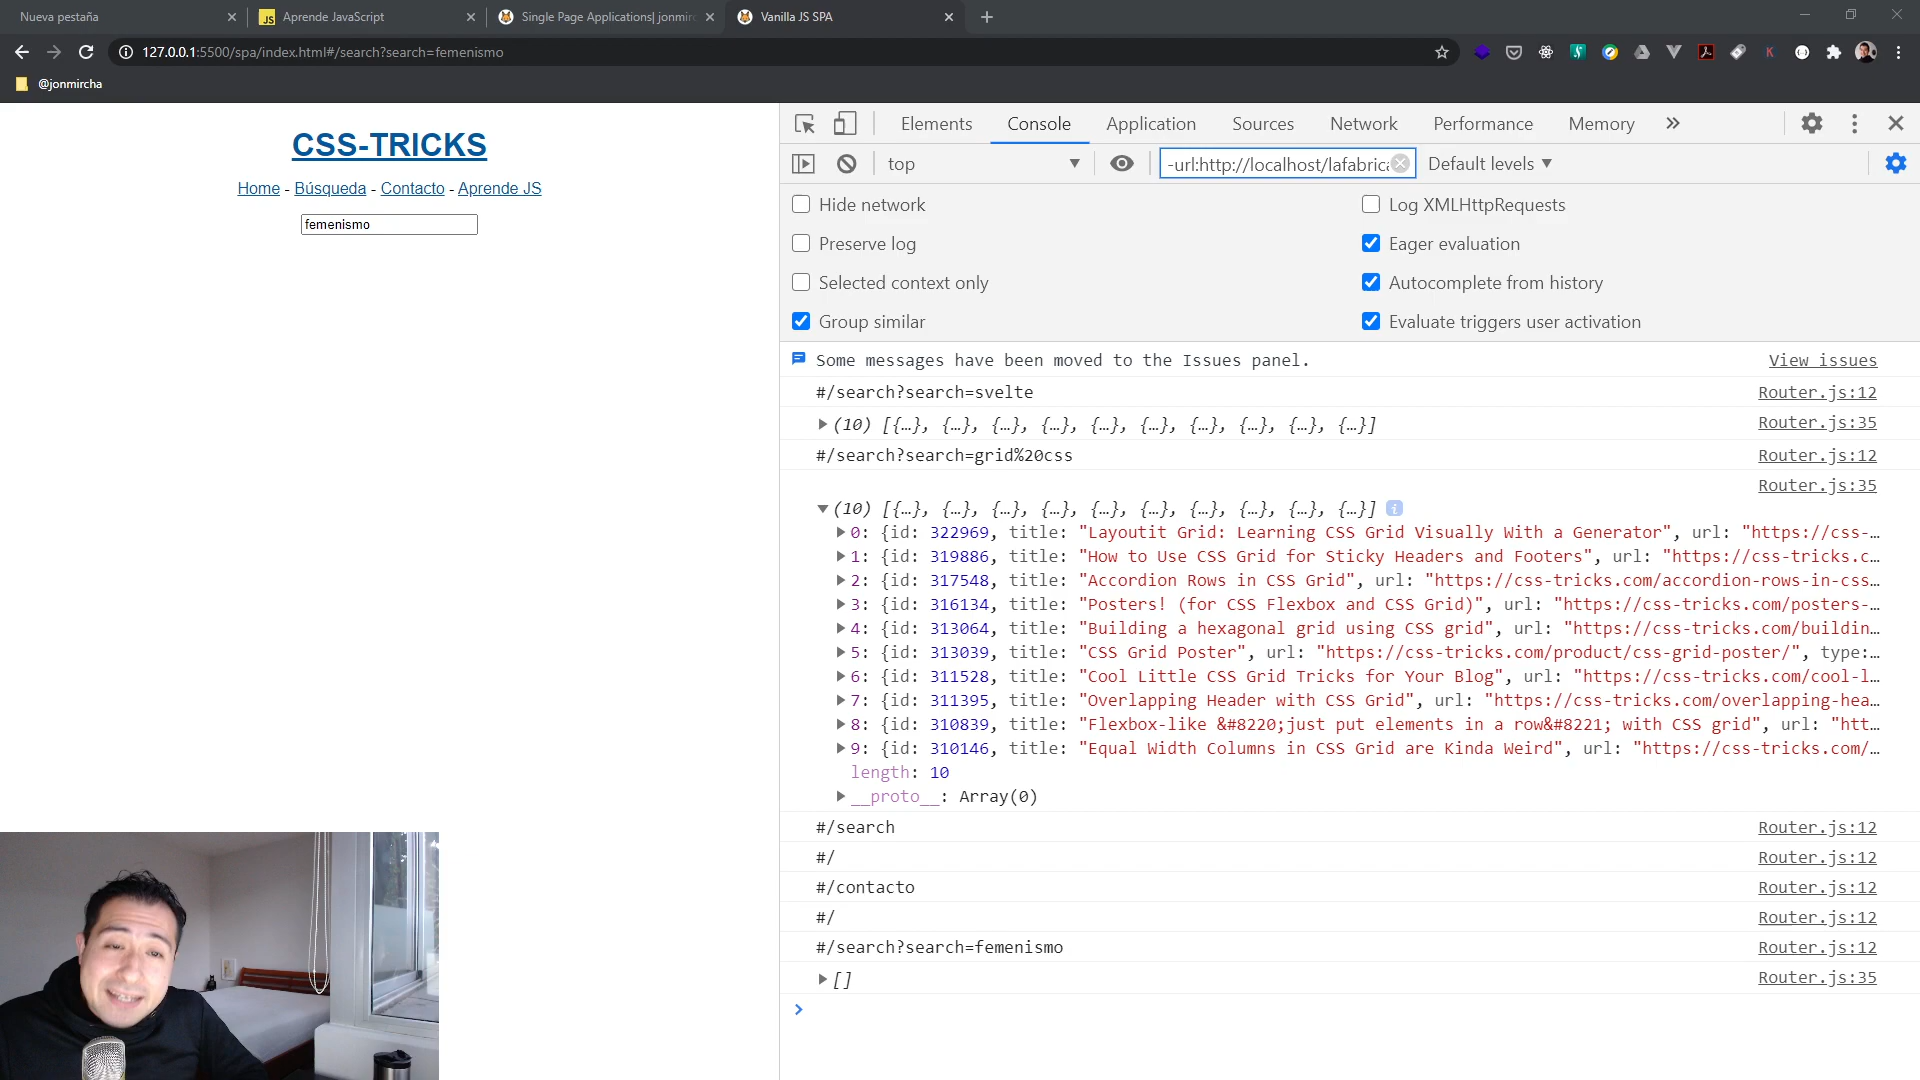 Nueva pestaña
Aprende JavaScript
Single Page Applications| jonmirc
Vanilla JS SPA
127.0.0.1:5500/spa/index.html#/search?search=femenismo
@jonmircha
CSS-TRICKS
Home - Búsqueda - Contacto - Aprende JS
femenismo
Elements Console Application Sources Network Performance Memory
top
-url:http://localhost/lafabrica
Default levels
Hide network
Log XMLHttpRequests
Preserve log
Eager evaluation
Selected context only
Autocomplete from history
Group similar
Evaluate triggers user activation
Some messages have been moved to the Issues panel. View issues
#/search?search=svelte Router.js:12
(10) [{…}, {…}, {…}, {…}, {…}, {…}, {…}, {…}, {…}, {…}] Router.js:35
#/search?search=grid%20css Router.js:12
Router.js:35
(10) [{…}, {…}, {…}, {…}, {…}, {…}, {…}, {…}, {…}, {…}] i
0: {id: 322969, title: "Layoutit Grid: Learning CSS Grid Visually With a Generator", url: "https://css-…
1: {id: 319886, title: "How to Use CSS Grid for Sticky Headers and Footers", url: "https://css-tricks.c…
2: {id: 317548, title: "Accordion Rows in CSS Grid", url: "https://css-tricks.com/accordion-rows-in-css…
3: {id: 316134, title: "Posters! (for CSS Flexbox and CSS Grid)", url: "https://css-tricks.com/posters-…
4: {id: 313064, title: "Building a hexagonal grid using CSS grid", url: "https://css-tricks.com/buildin…
5: {id: 313039, title: "CSS Grid Poster", url: "https://css-tricks.com/product/css-grid-poster/", type:…
6: {id: 311528, title: "Cool Little CSS Grid Tricks for Your Blog", url: "https://css-tricks.com/cool-l…
7: {id: 311395, title: "Overlapping Header with CSS Grid", url: "https://css-tricks.com/overlapping-hea…
8: {id: 310839, title: "Flexbox-like &#8220;just put elements in a row&#8221; with CSS grid", url: "htt…
9: {id: 310146, title: "Equal Width Columns in CSS Grid are Kinda Weird", url: "https://css-tricks.com/…
length: 10
__proto__: Array(0)
#/search Router.js:12
#/ Router.js:12
#/contacto Router.js:12
#/ Router.js:12
#/search?search=femenismo Router.js:12
[] Router.js:35